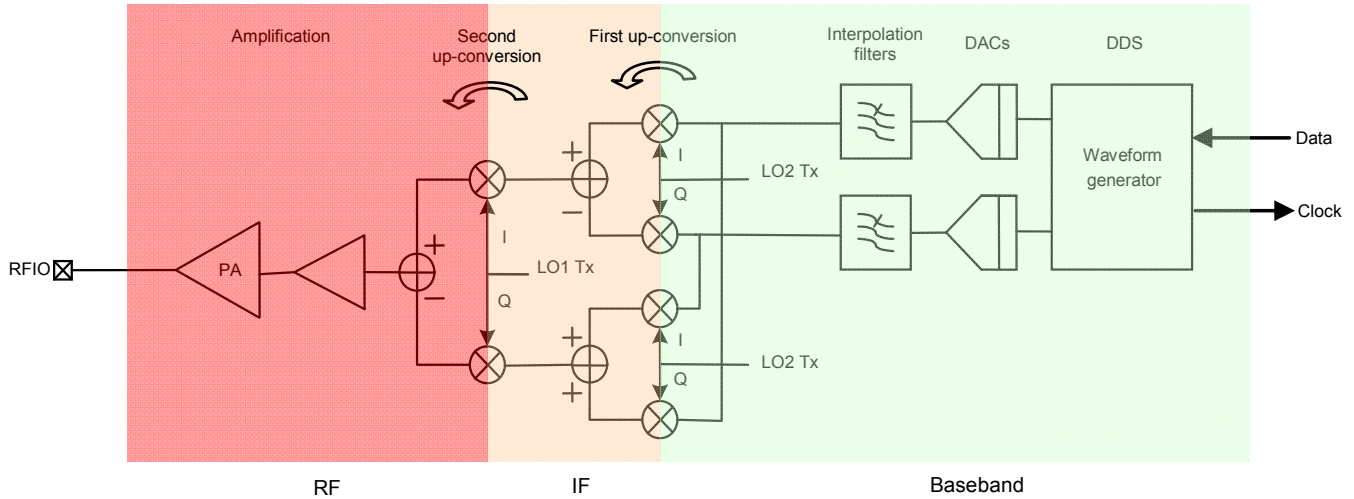 Amplification
Second
up-conversion
First up-conversion
Interpolation
filters
DACs
DDS
+
−
I
Q
LO2 Tx
Waveform
generator
Data
Clock
+
−
I
Q
LO1 Tx
RFIO
PA
+
+
I
Q
LO2 Tx
RF
IF
Baseband